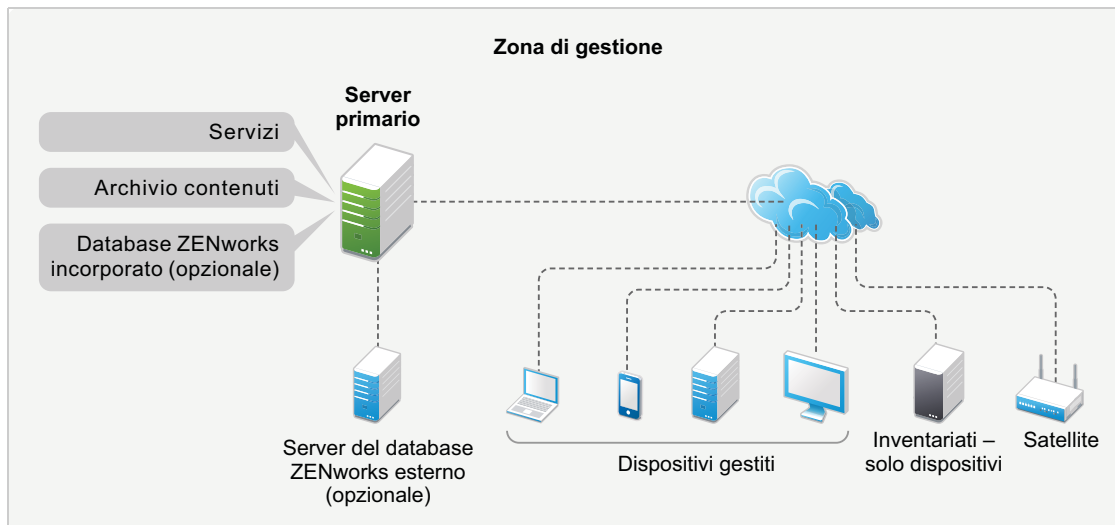 Zona di gestione
Server
primario
Servizi
Archivio contenuti
Database ZENworks
incorporato (opzionale)
Server del database
ZENworks esterno
(opzionale)
Dispositivi gestiti
Inventariati –
solo dispositivi
Satellite